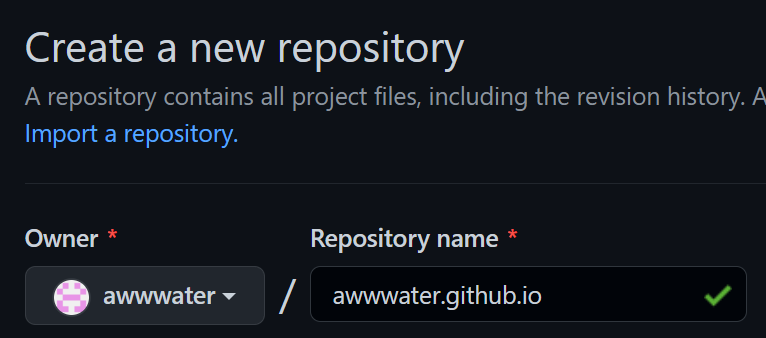 Create a new repository
A repository contains all project files, including the revision history. A
Import a repository.
Owner *
Repository name *
awwwater
/
awwwater.github.io